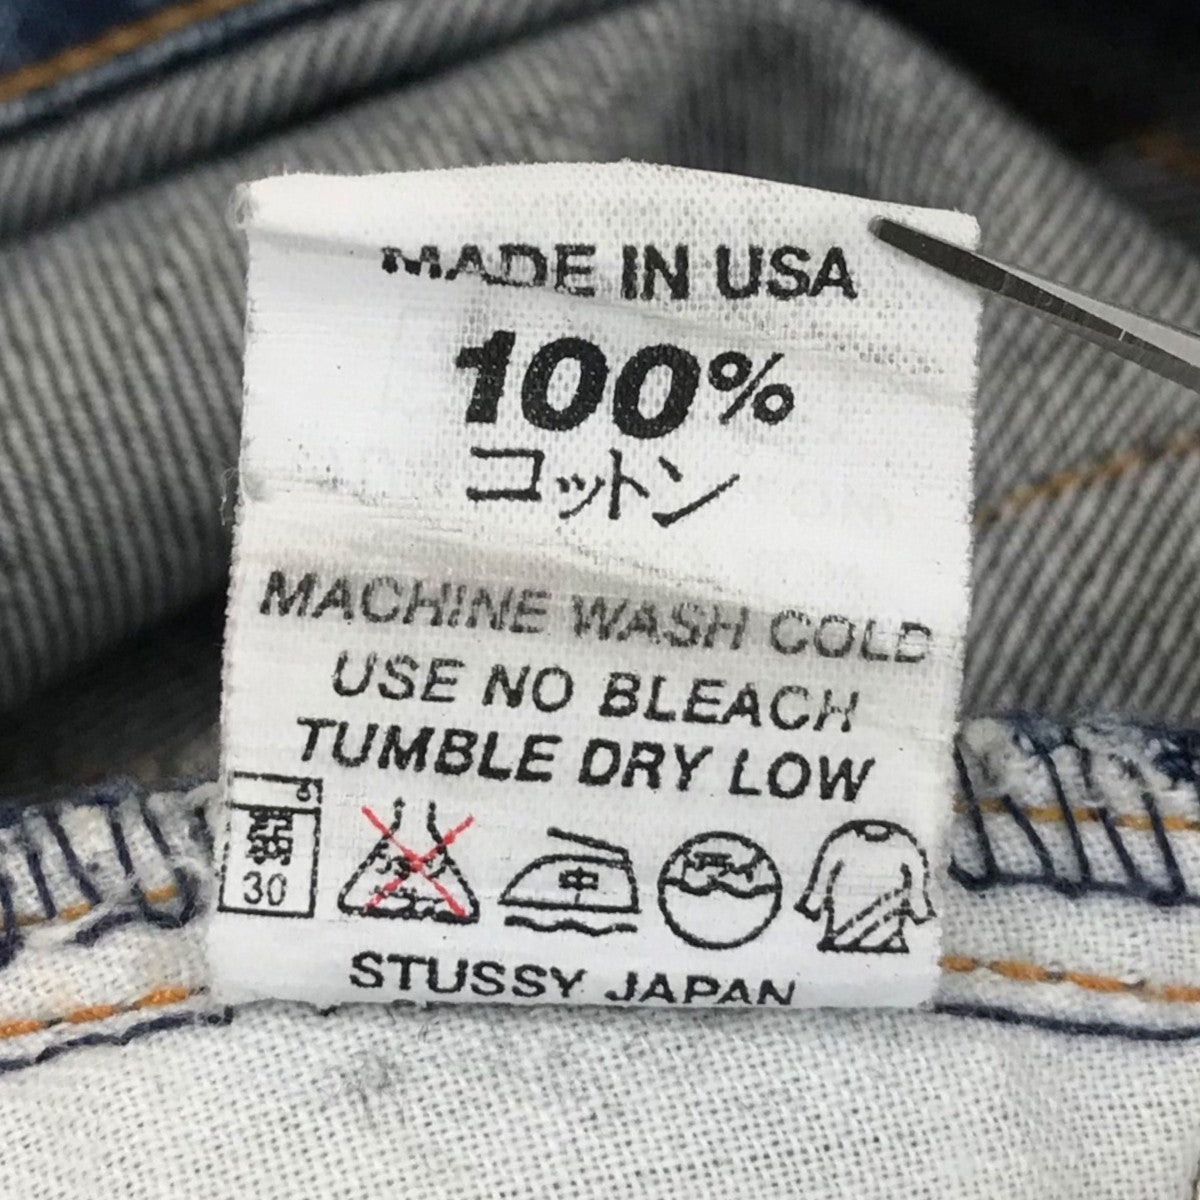 MADE IN USA
100%
コットン
MACHINE WASH COLD
USE NO BLEACH
TUMBLE DRY LOW
30
中
STUSSY JAPAN